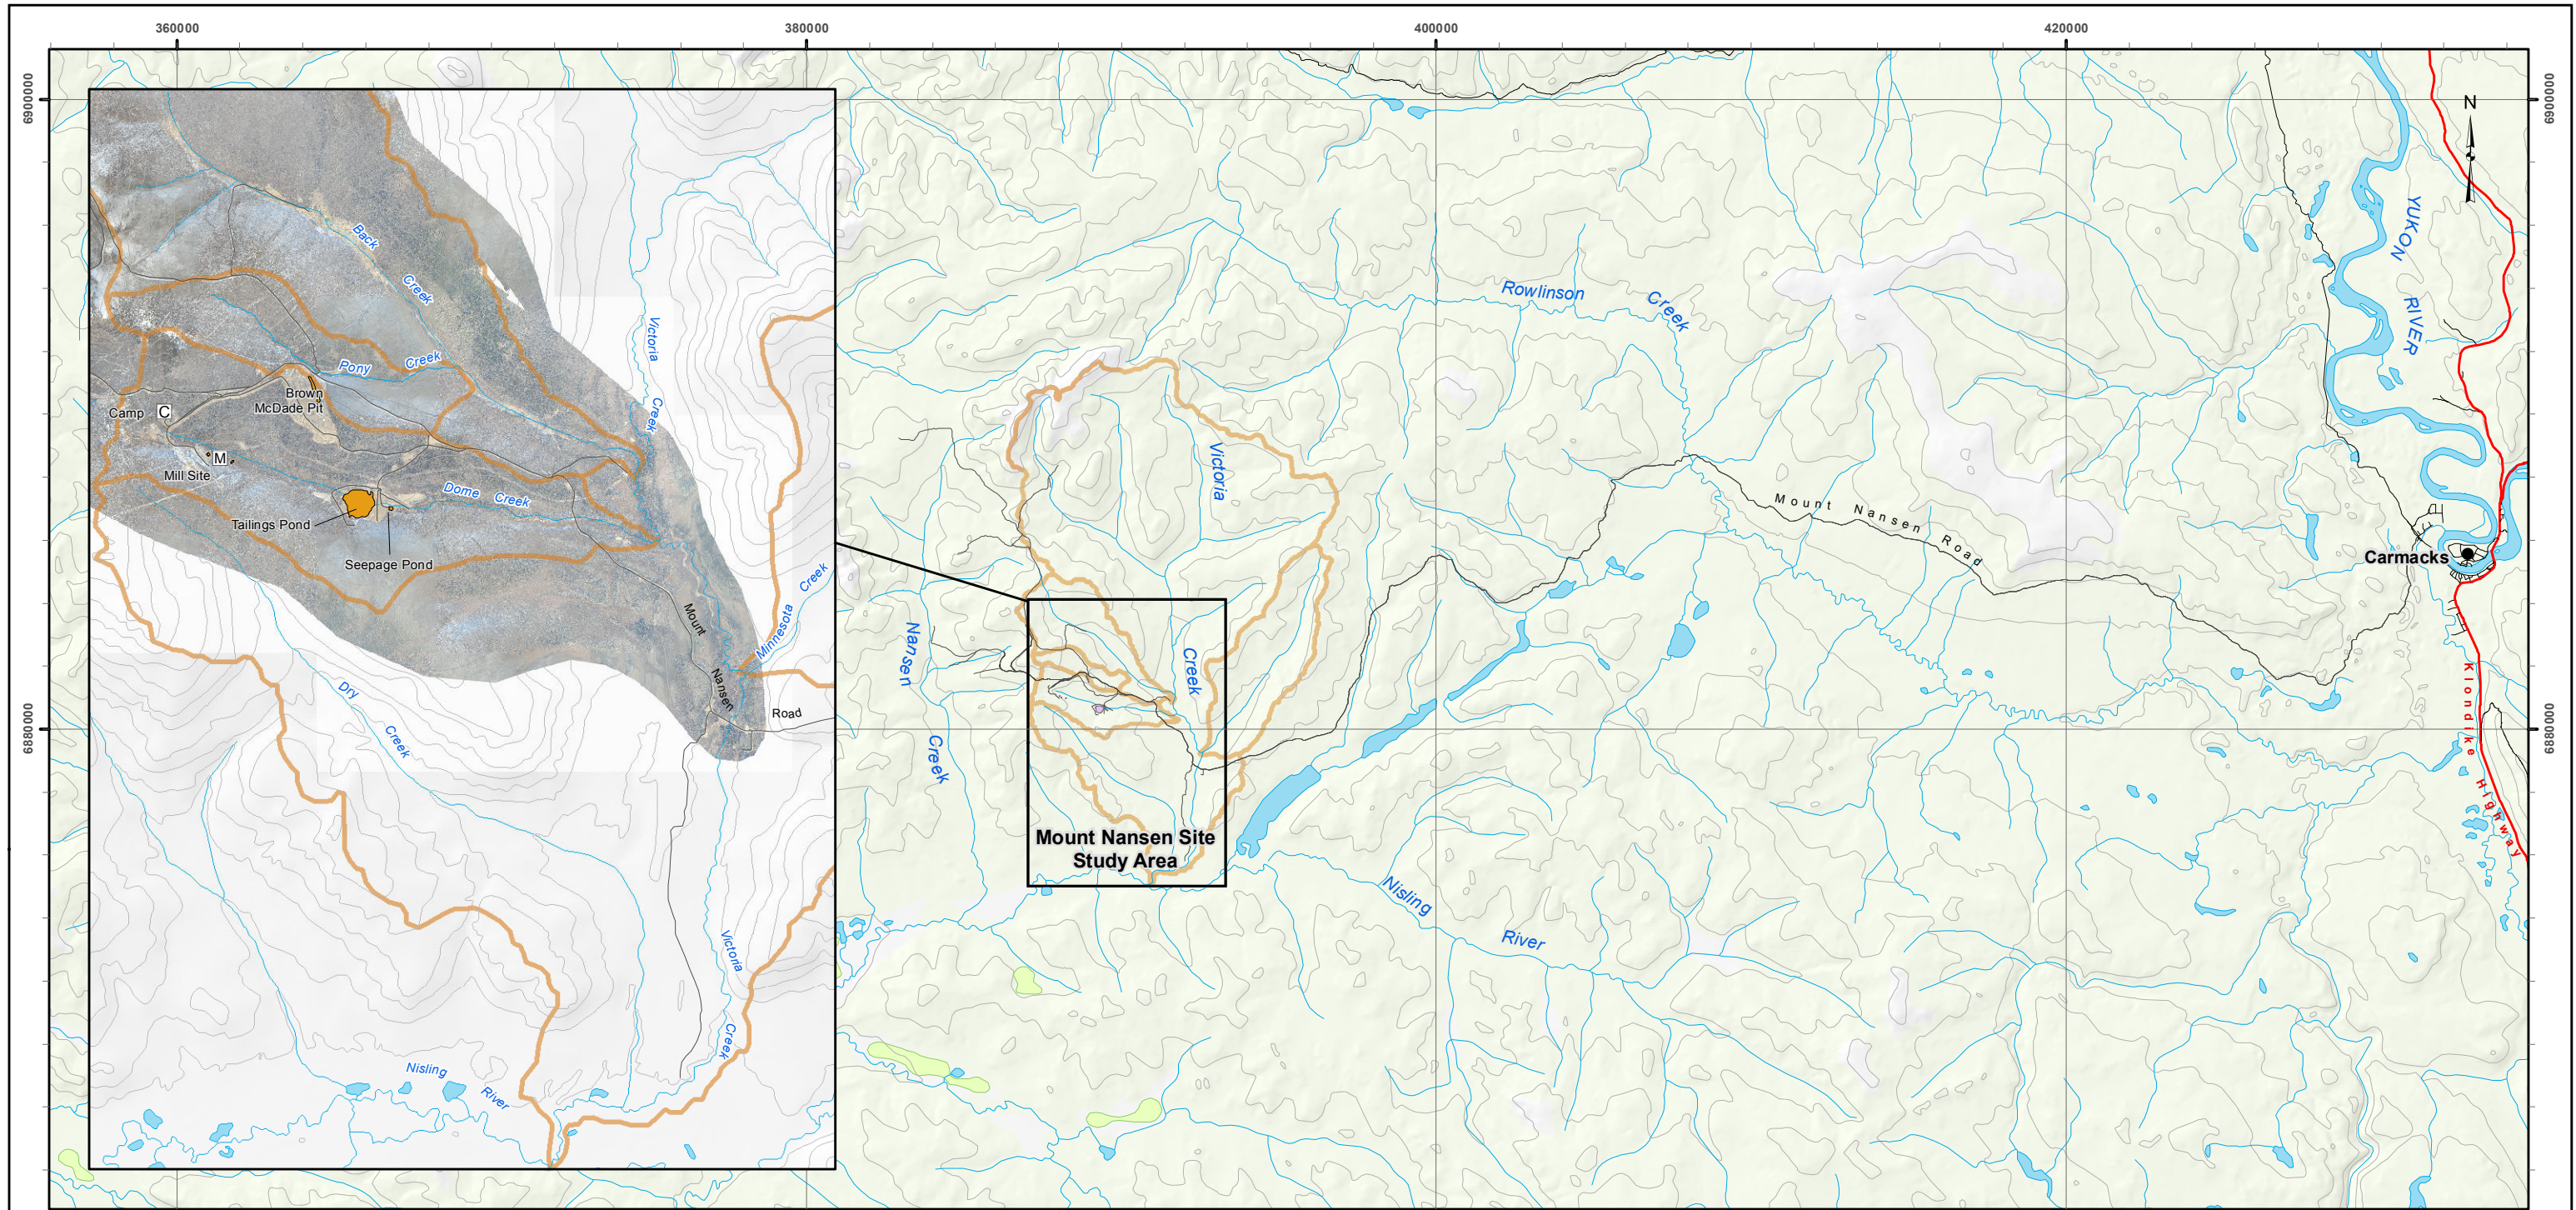 360000
380000
400000
420000
6900000
6900000
N
YUKON
RIVER
Back
Creek
Victoria
Creek
Rowlinson
Creek
Pony Creek
Brown
McDade Pit
Camp
C
M
Mill Site
Dome Creek
Tailings Pond
Seepage Pond
Victoria
Creek
Mount Nansen Road
Carmacks
Mount
Nansen
Road
Minnesota Creek
Nansen
Creek
Dry
Creek
6880000
6880000
Klondike Highway
Mount Nansen Site
Study Area
Nisling
River
Victoria
Creek
Nisling
River